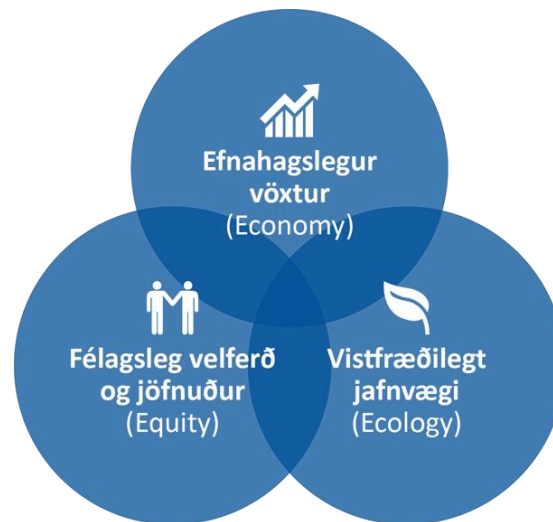 Efnahagslegur
vöxtur
(Economy)
Félagsleg velferð
og jöfnuður
(Equity)
Vistfræðilegt
jafnvægi
(Ecology)